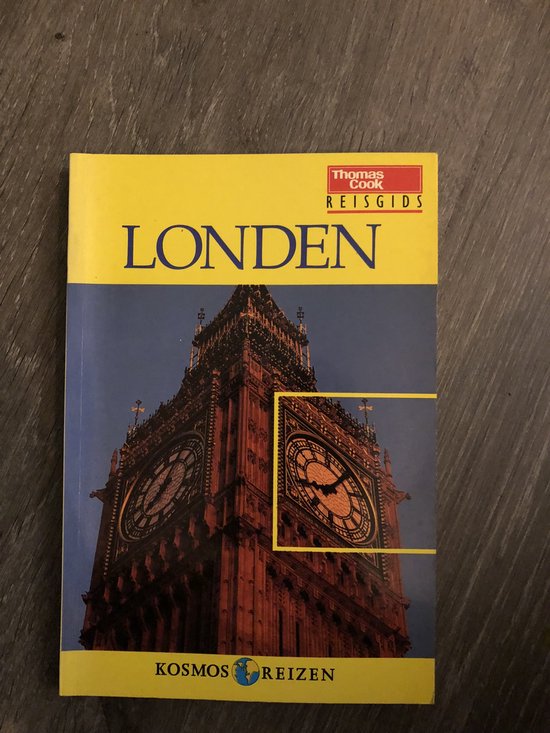 Thomas
Cook
REISGIDS
LONDEN
KOSMOS REIZEN